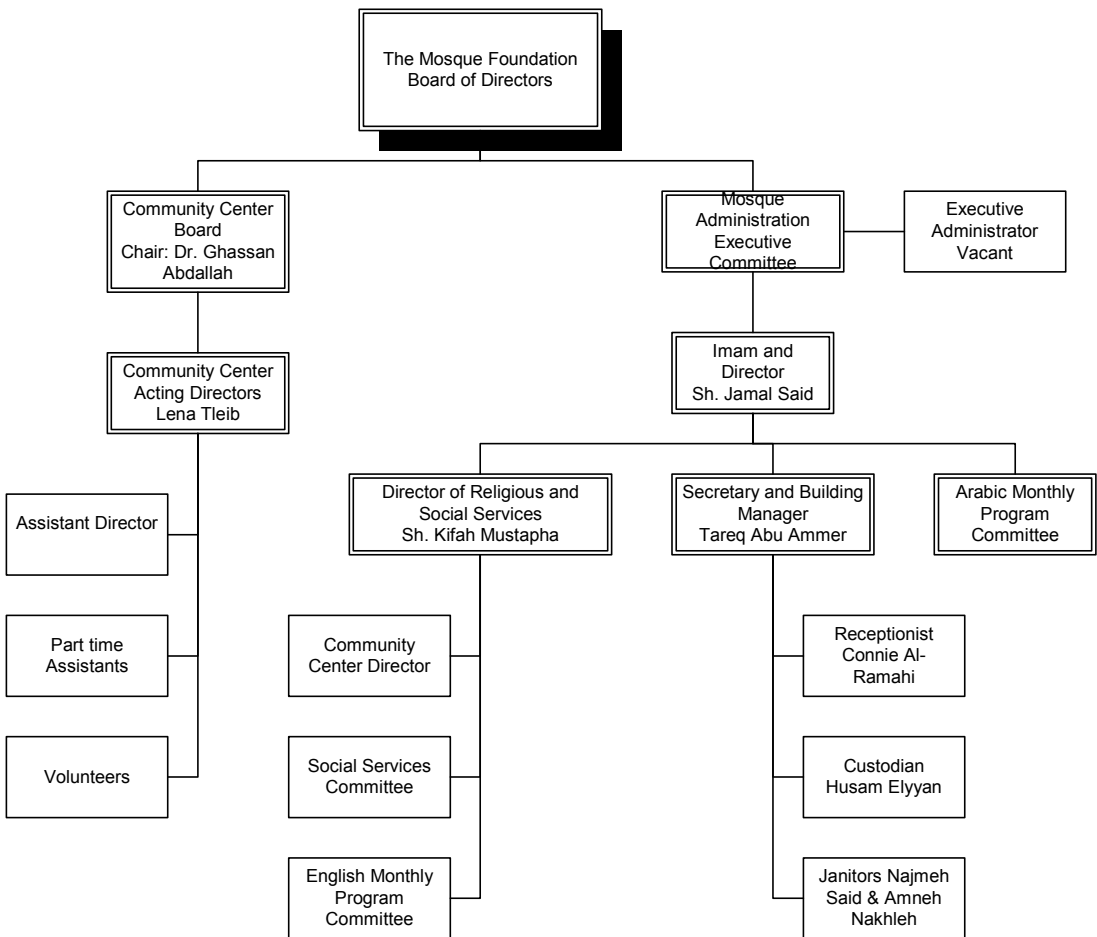 The Mosque Foundation
Board of Directors
Community Center
Board
Chair: Dr. Ghassan
Abdallah
Mosque
Administration
Executive
Committee
Executive
Administrator
Vacant
Community Center
Acting Directors
Lena Tleib
Imam and
Director
Sh. Jamal Said
Director of Religious and
Social Services
Sh. Kifah Mustapha
Secretary and Building
Manager
Tareq Abu Ammer
Arabic Monthly
Program
Committee
Assistant Director
Part time
Assistants
Volunteers
Community
Center Director
Social Services
Committee
English Monthly
Program
Committee
Receptionist
Connie Al-
Ramahi
Custodian
Husam Elyyan
Janitors Najmeh
Said & Amneh
Nakhleh